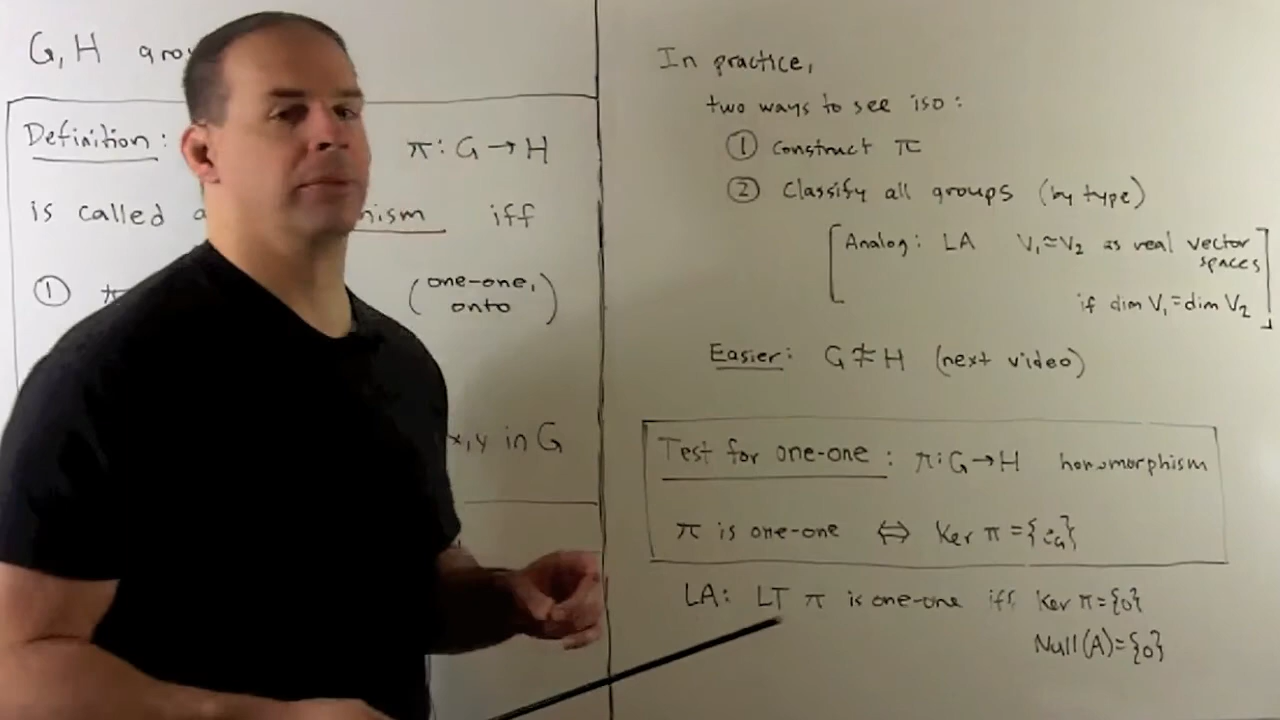 G, H
Definition: π: G → H
is called iff
① (one-one,
onto)
x, y in G
In practice,
two ways to see iso:
① Construct π
② Classify all groups (by type)
[Analog: LA V₁≃V₂ as real vector
spaces
if dim V₁=dim V₂]
Easier: G≄H (next video)
Test for one-one: π: G→H homomorphism
π is one-one ⇔ Ker π = {e_G}
LA: LT π is one-one iff Ker π={0}
Null(A)={0}